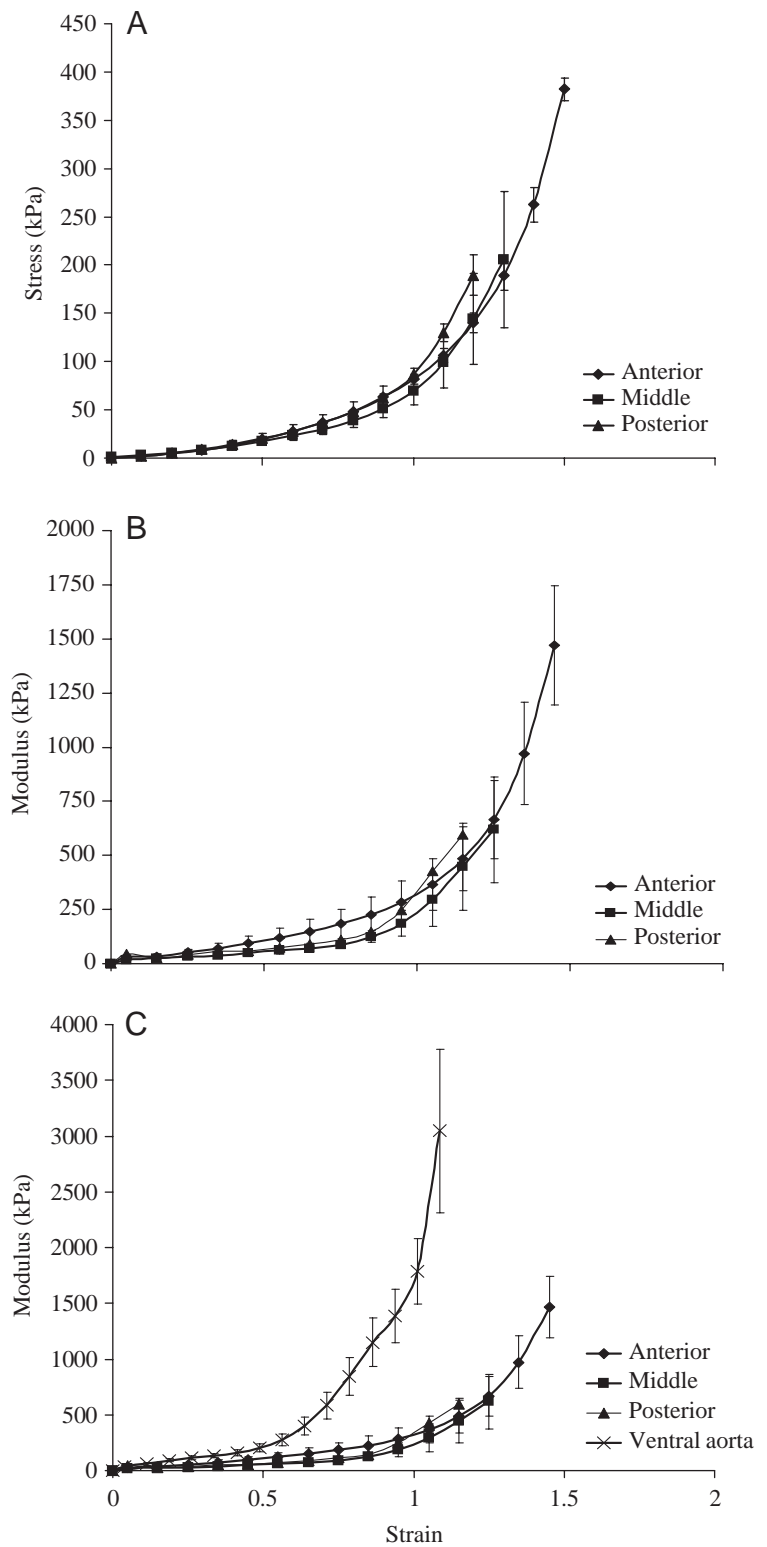 A
450
400
350
300
250
200
150
100
50
0
Stress (kPa)
Anterior
Middle
Posterior
B
2000
1750
1500
1250
1000
750
500
250
0
Modulus (kPa)
Anterior
Middle
Posterior
C
4000
3500
3000
2500
2000
1500
1000
500
0
Modulus (kPa)
Anterior
Middle
Posterior
Ventral aorta
0 0.5 1 1.5 2
Strain